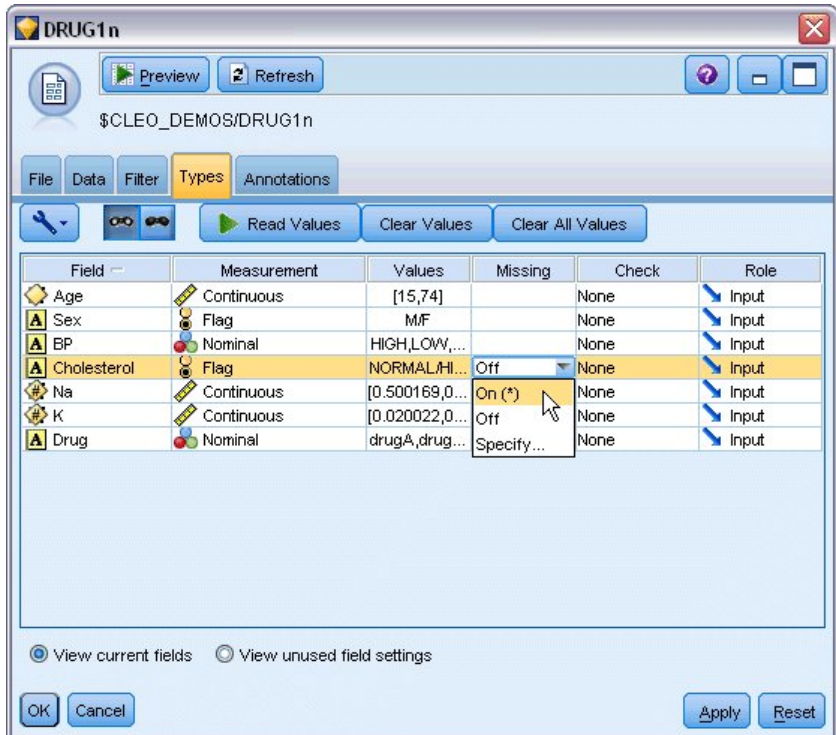 DRUG1n
Preview Refresh
$CLEO_DEMOS/DRUG1n
File Data Filter Types Annotations
Read Values Clear Values Clear All Values
Field Measurement Values Missing Check Role
Age Continuous [15,74] None Input
A Sex Flag M/F None Input
A BP Nominal HIGH,LOW,... None Input
A Cholesterol Flag NORMAL/HI... Off None Input
# Na Continuous [0.500169,0... On (*) None Input
# K Continuous [0.020022,0... Off None Input
A Drug Nominal drugA,drug... Specify... None Input
View current fields View unused field settings
OK Cancel Apply Reset